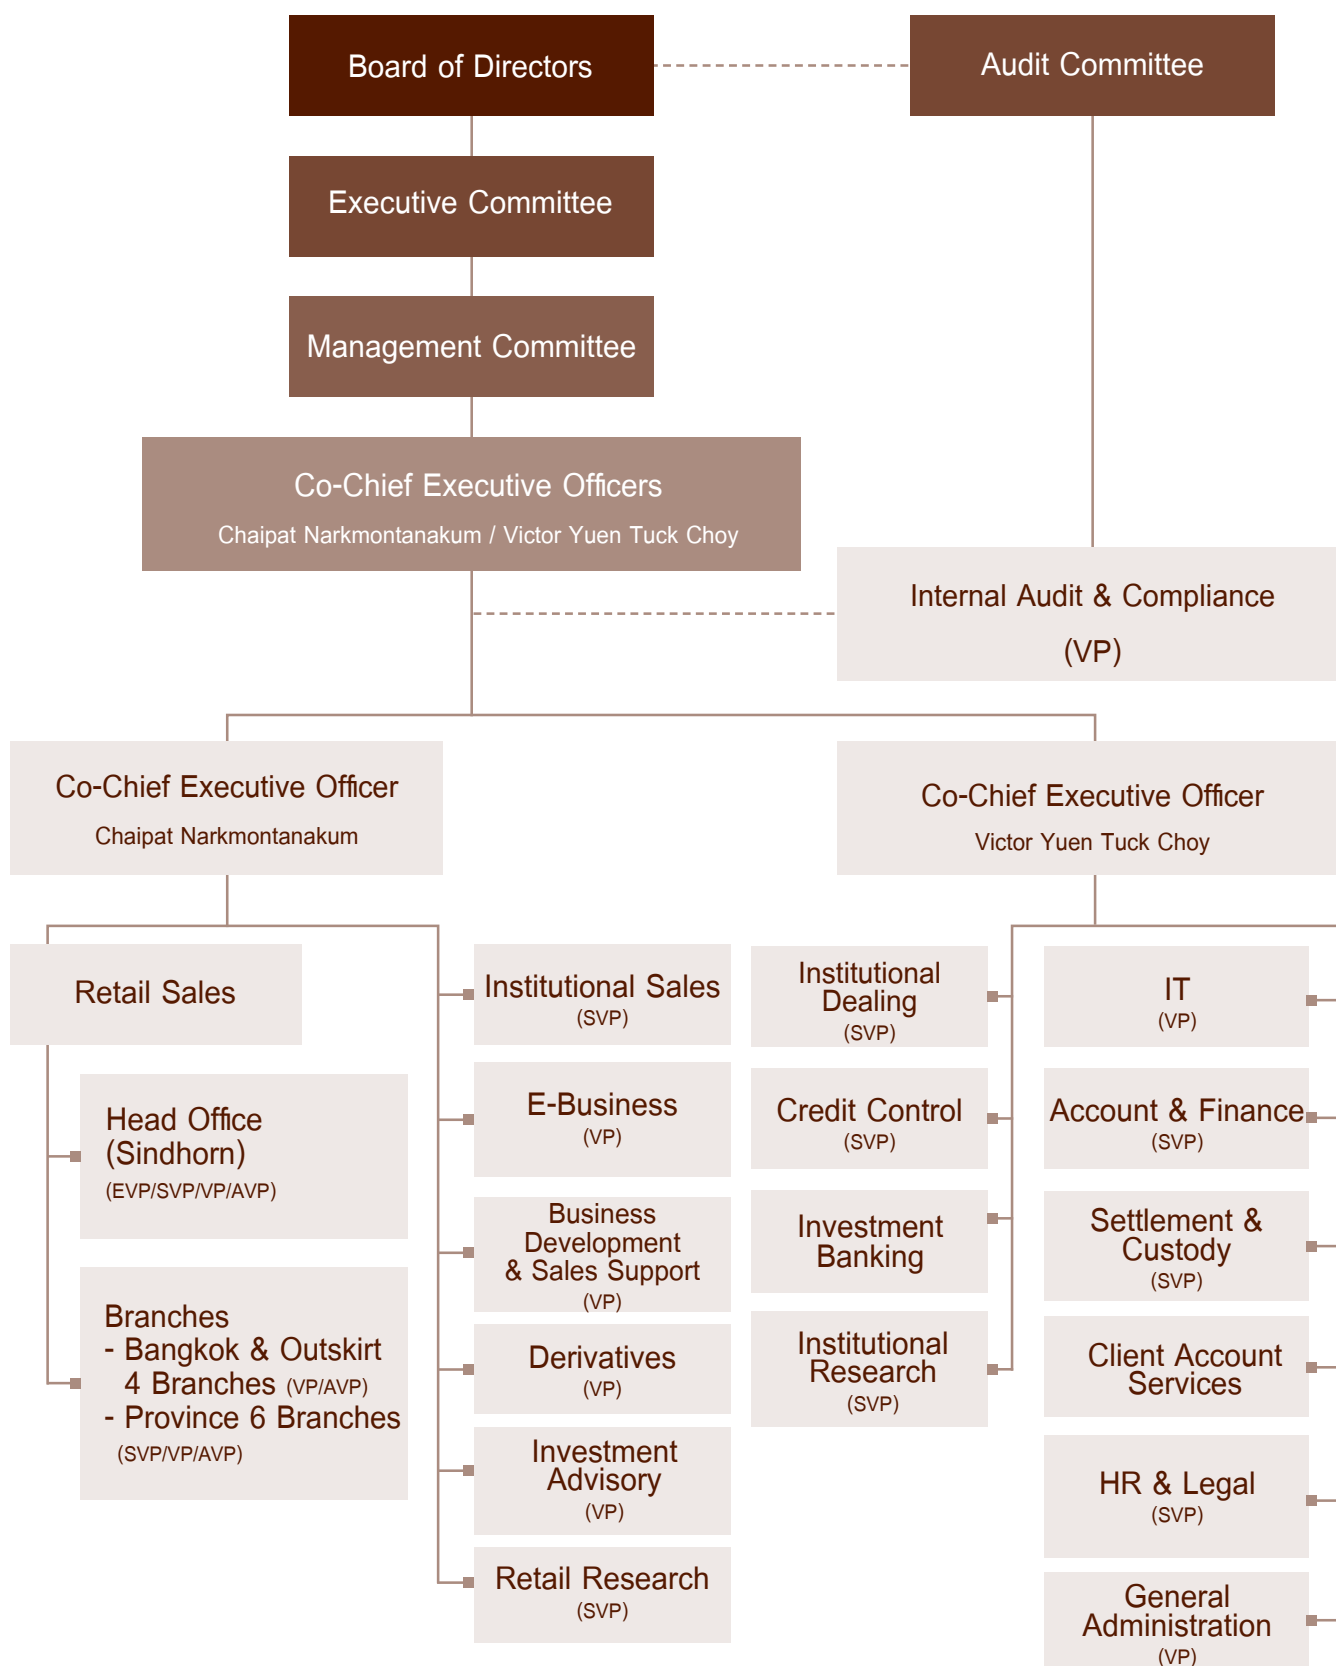 Board of Directors
Audit Committee
Executive Committee
Management Committee
Co-Chief Executive Officers
Chaipat Narkmontanakum / Victor Yuen Tuck Choy
Internal Audit & Compliance
(VP)
Co-Chief Executive Officer
Chaipat Narkmontanakum
Co-Chief Executive Officer
Victor Yuen Tuck Choy
Retail Sales
Head Office
(Sindhorn)
(EVP/SVP/VP/AVP)
Branches
- Bangkok & Outskirt
4 Branches (VP/AVP)
- Province 6 Branches
(SVP/VP/AVP)
Institutional Sales
(SVP)
E-Business
(VP)
Business
Development
& Sales Support
(VP)
Derivatives
(VP)
Investment
Advisory
(VP)
Retail Research
(SVP)
Institutional
Dealing
(SVP)
Credit Control
(SVP)
Investment
Banking
Institutional
Research
(SVP)
IT
(VP)
Account & Finance
(SVP)
Settlement &
Custody
(SVP)
Client Account
Services
HR & Legal
(SVP)
General
Administration
(VP)